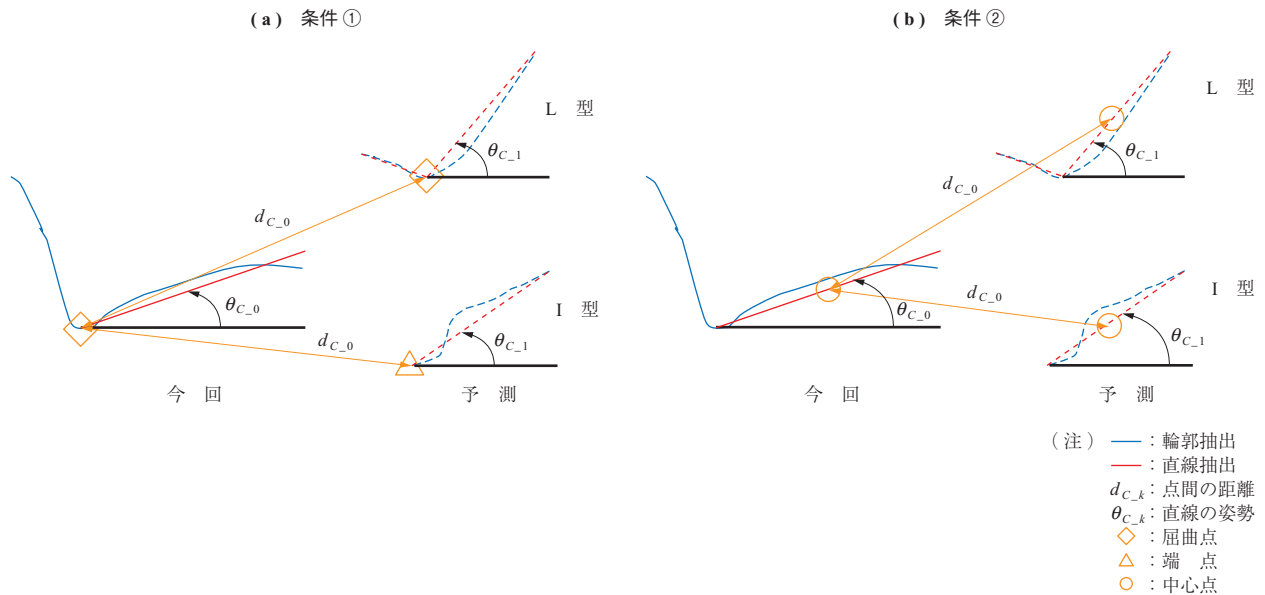 (a) 条件①
L 型
θC_1
dC_0
θC_0
I 型
dC_0
θC_1
今 回
予 測
(b) 条件②
L 型
θC_1
dC_0
dC_0
I 型
θC_0
θC_1
今 回
予 測
(注) :輪郭抽出
:直線抽出
dC_k:点間の距離
θC_k:直線の姿勢
:屈曲点
:端 点
:中心点